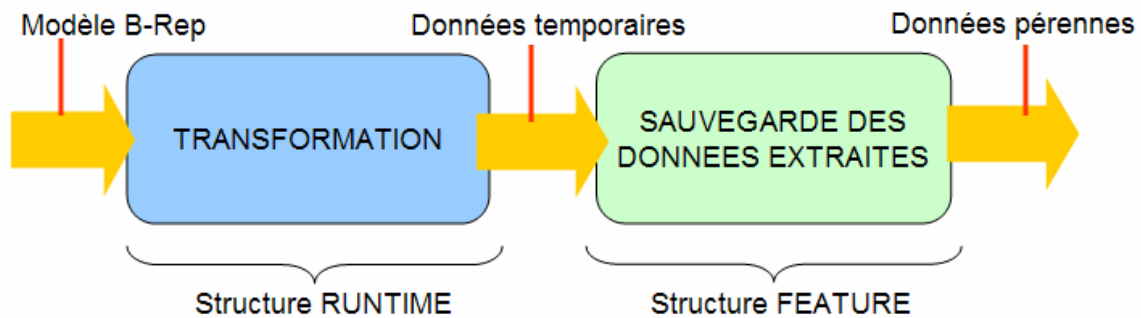 Modèle B-Rep
Données temporaires
Données pérennes
TRANSFORMATION
SAUVEGARDE DES
DONNEES EXTRAITES
Structure RUNTIME
Structure FEATURE